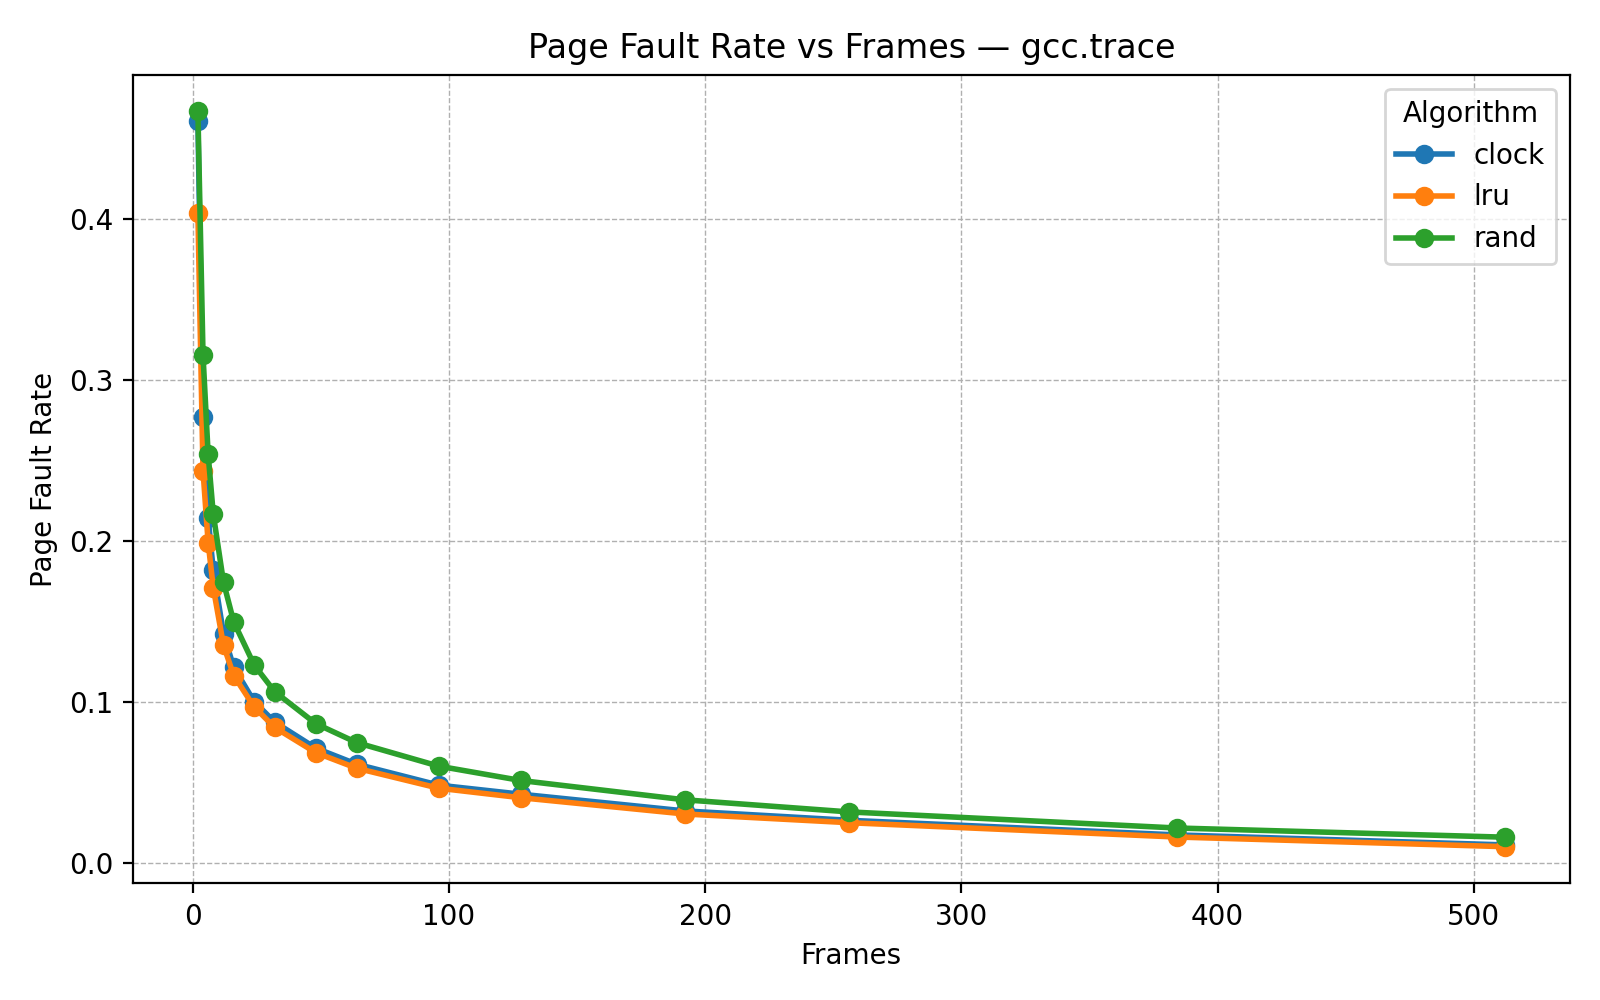 Page Fault Rate vs Frames — gcc.trace
Algorithm
clock
lru
rand
Page Fault Rate
0.4
0.3
0.2
0.1
0.0
0 100 200 300 400 500
Frames